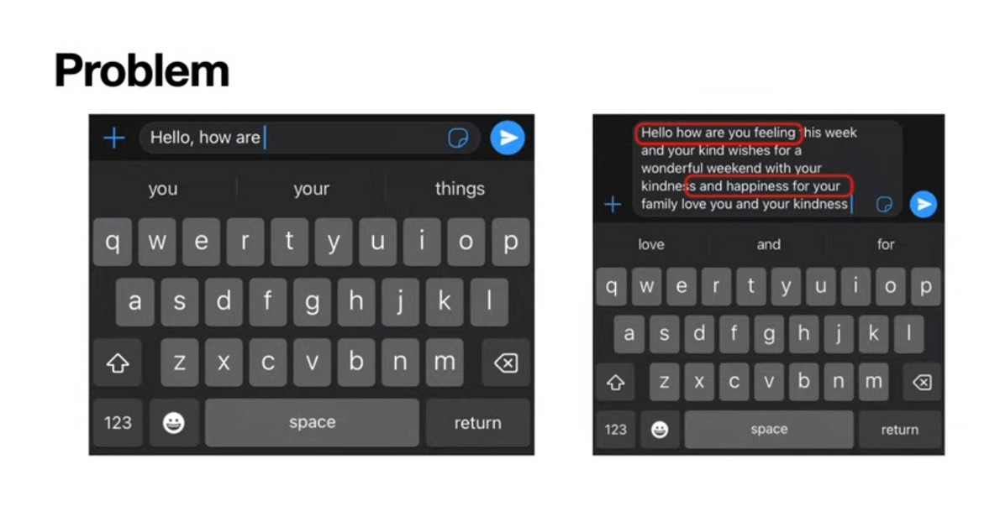 Problem
Hello, how are
you your things
q w e r t y u i o p
a s d f g h j k l
z x c v b n m
123 space return
Hello how are you feeling this week
and your kind wishes for a
wonderful weekend with your
kindness and happiness for your
family love you and your kindness
love and for
q w e r t y u i o p
a s d f g h j k l
z x c v b n m
123 space return